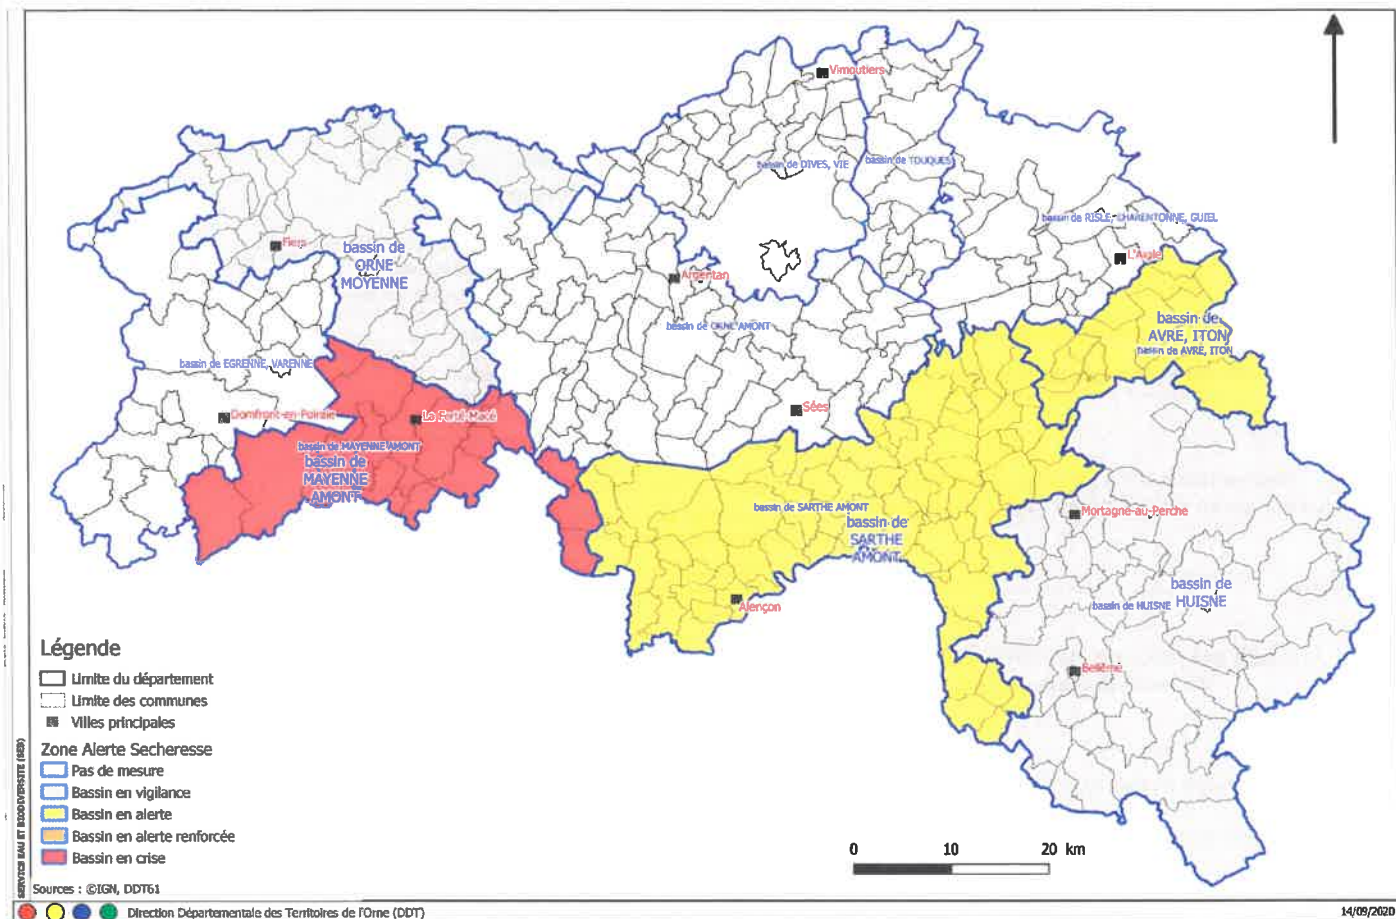 Vimoutiers
bassin de DIVES, VIE
bassin de TOUQUES
bassin de RISLE, CHARENTONNE, GUIEL
Flers
bassin de
ORNE
MOYENNE
Argentan
L'Aigle
bassin de ORNE AMONT
bassin de
AVRE, ITON
bassin de AVRE, ITON
bassin de EGRENNE, VARENNE
Domfront-en-Poiraie
La Ferté-Macé
Sées
bassin de MAYENNE AMONT
bassin de
MAYENNE
AMONT
bassin de SARTHE AMONT
bassin de
SARTHE
AMONT
Mortagne-au-Perche
bassin de
HUISNE
bassin de HUISNE
Alençon
Bellême
Légende
Limite du département
Limite des communes
Villes principales
Zone Alerte Secheresse
Pas de mesure
Bassin en vigilance
Bassin en alerte
Bassin en alerte renforcée
Bassin en crise
0 10 20 km
SERVICE EAU ET BIODIVERSITE (SEB)
Sources : ©IGN, DDT61
Direction Départementale des Territoires de l'Orne (DDT)
14/09/2020